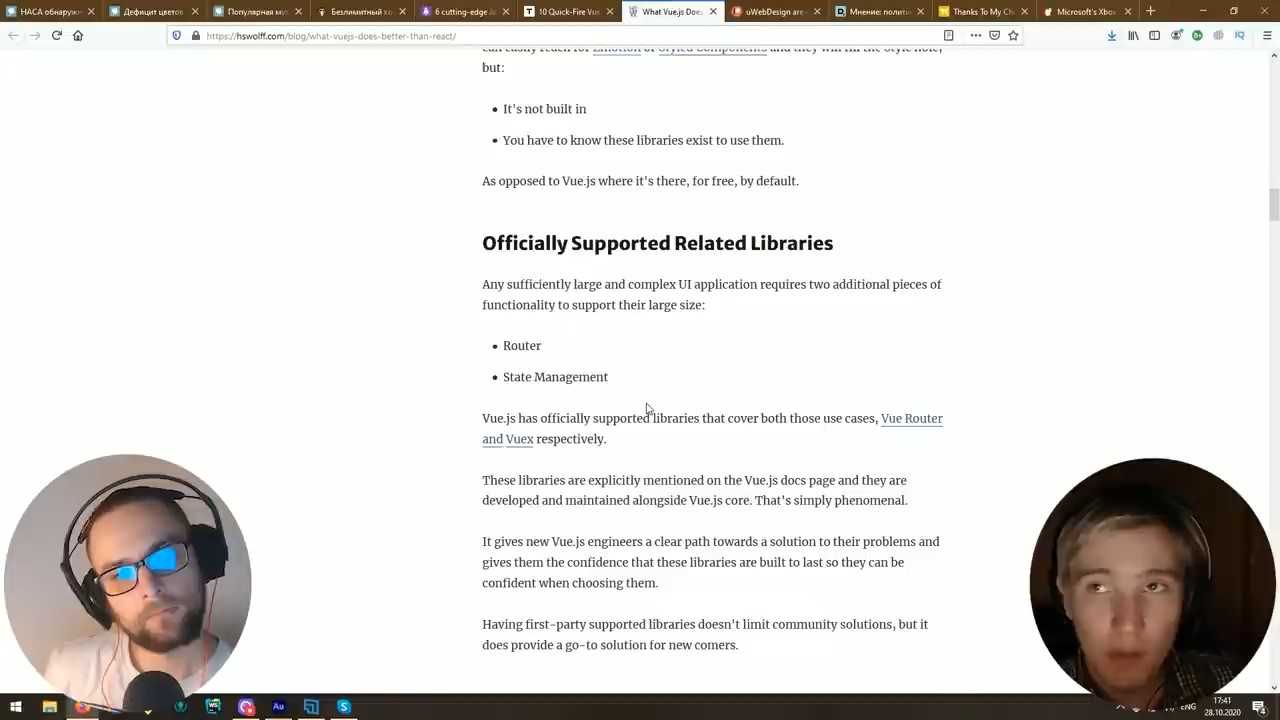 НАСА обнаружи
Дефицит цветов
Популярная муз
Безлимитный ко
6 cutting-edge J
10 Quick-Fire Vue
What Vue.js Does
uWebDesign
Мнение: полити
Thanks To My Ch
Microsoft's Xbox
https://hswolff.com/blog/what-vuejs-does-better-than-react/
can easily reach for Emotion or Styled Components and they will fill the style hole,
but:
• It's not built in
• You have to know these libraries exist to use them.
As opposed to Vue.js where it's there, for free, by default.
Officially Supported Related Libraries
Any sufficiently large and complex UI application requires two additional pieces of
functionality to support their large size:
• Router
• State Management
Vue.js has officially supported libraries that cover both those use cases, Vue Router
and Vuex respectively.
These libraries are explicitly mentioned on the Vue.js docs page and they are
developed and maintained alongside Vue.js core. That's simply phenomenal.
It gives new Vue.js engineers a clear path towards a solution to their problems and
gives them the confidence that these libraries are built to last so they can be
confident when choosing them.
Having first-party supported libraries doesn't limit community solutions, but it
does provide a go-to solution for new comers.
WS
Au
ENG
17:41
28.10.2020